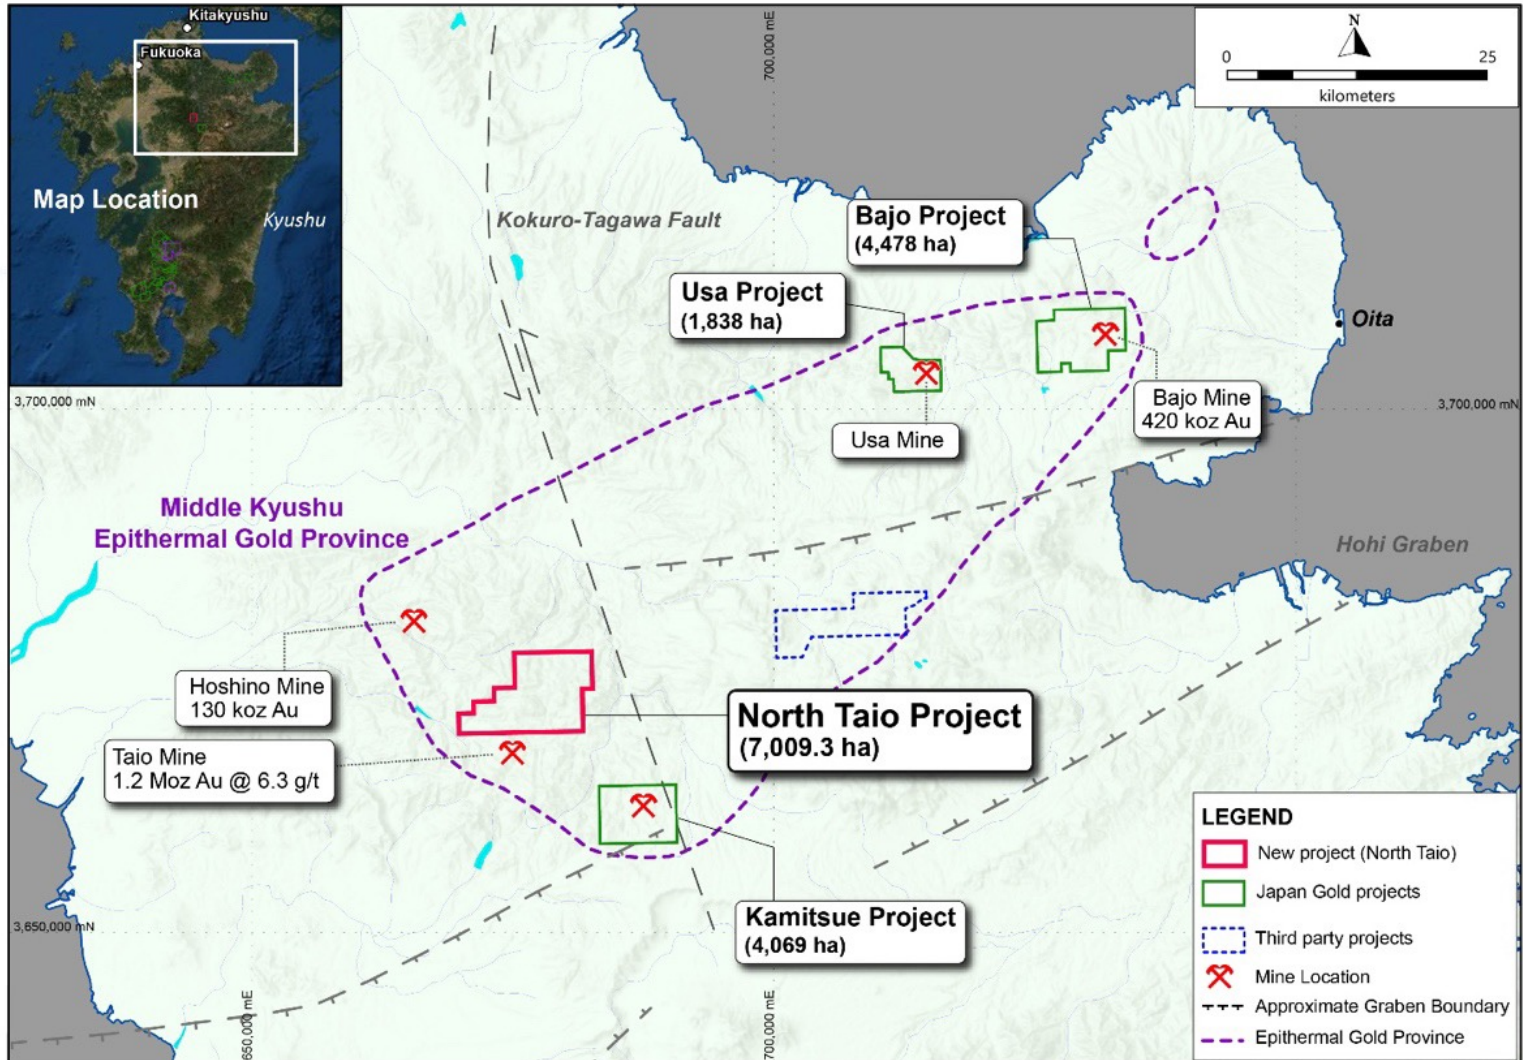 Kitakyushu
Fukuoka
Map Location
Kyushu
N
0
25
kilometers
700,000 mE
Kokuro-Tagawa Fault
Bajo Project
(4,478 ha)
Usa Project
(1,838 ha)
Oita
3,700,000 mN
3,700,000 mN
Bajo Mine
420 koz Au
Usa Mine
Middle Kyushu
Epithermal Gold Province
Hohi Graben
Hoshino Mine
130 koz Au
North Taio Project
(7,009.3 ha)
Taio Mine
1.2 Moz Au @ 6.3 g/t
Kamitsue Project
(4,069 ha)
3,650,000 mN
650,000 mE
700,000 mE
LEGEND
New project (North Taio)
Japan Gold projects
Third party projects
Mine Location
Approximate Graben Boundary
Epithermal Gold Province